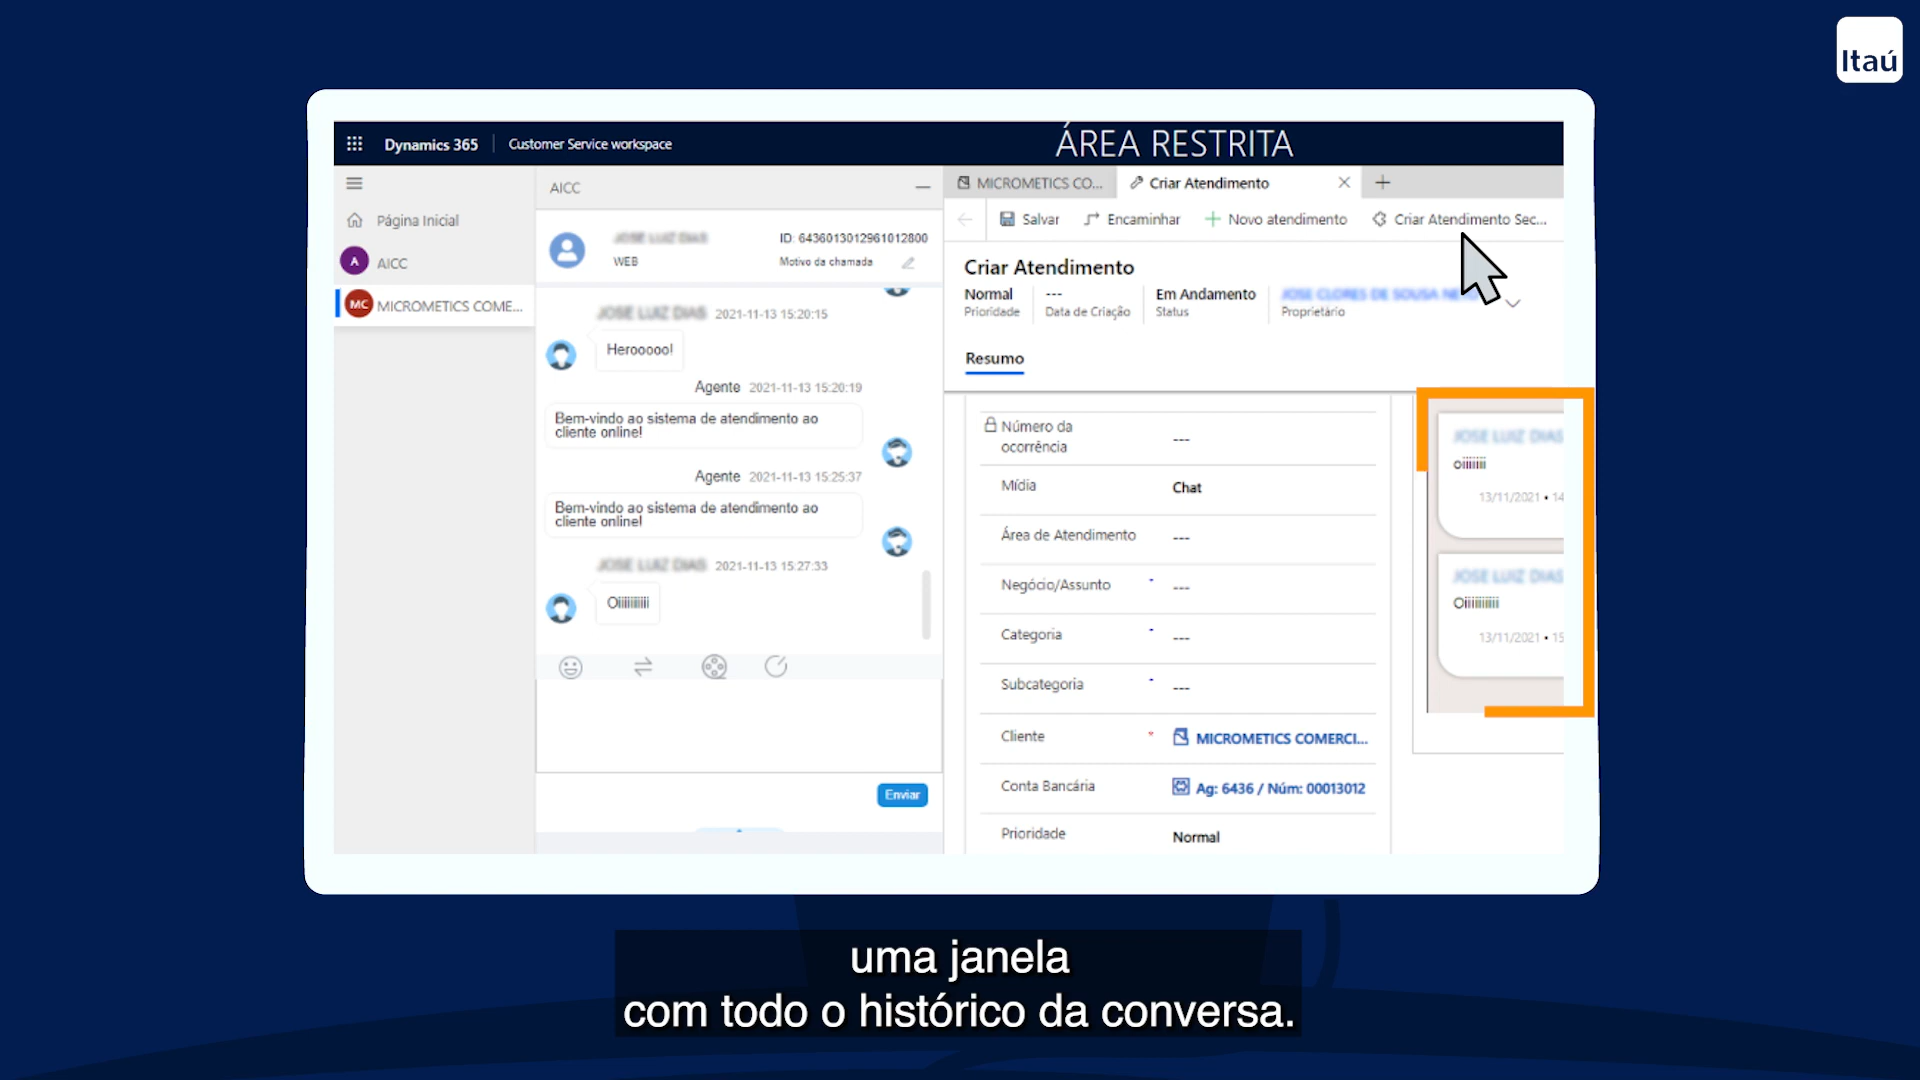 Itaú
Dynamics 365
Customer Service workspace
ÁREA RESTRITA
Página Inicial
A
AICC
MC
MICROMETICS COME...
AICC
ID: 6436013012961012800
WEB
Motivo da chamada
2021-11-13 15:20:15
Herooooo!
Agente 2021-11-13 15:20:19
Bem-vindo ao sistema de atendimento ao
cliente online!
Agente 2021-11-13 15:25:37
Bem-vindo ao sistema de atendimento ao
cliente online!
2021-11-13 15:27:33
Enviar
MICROMETICS CO...
Criar Atendimento
Salvar
Encaminhar
Novo atendimento
Criar Atendimento Sec...
Criar Atendimento
Normal
Prioridade
---
Data de Criação
Em Andamento
Status
Proprietário
Resumo
Número da
ocorrência
---
Mídia
Chat
Área de Atendimento
---
Negócio/Assunto
---
Categoria
---
Subcategoria
---
Cliente * MICROMETICS COMERCI...
Conta Bancária
Ag: 6436 / Núm: 00013012
Prioridade
Normal
13/11/2021 • 14
13/11/2021 • 15
uma janela
com todo o histórico da conversa.